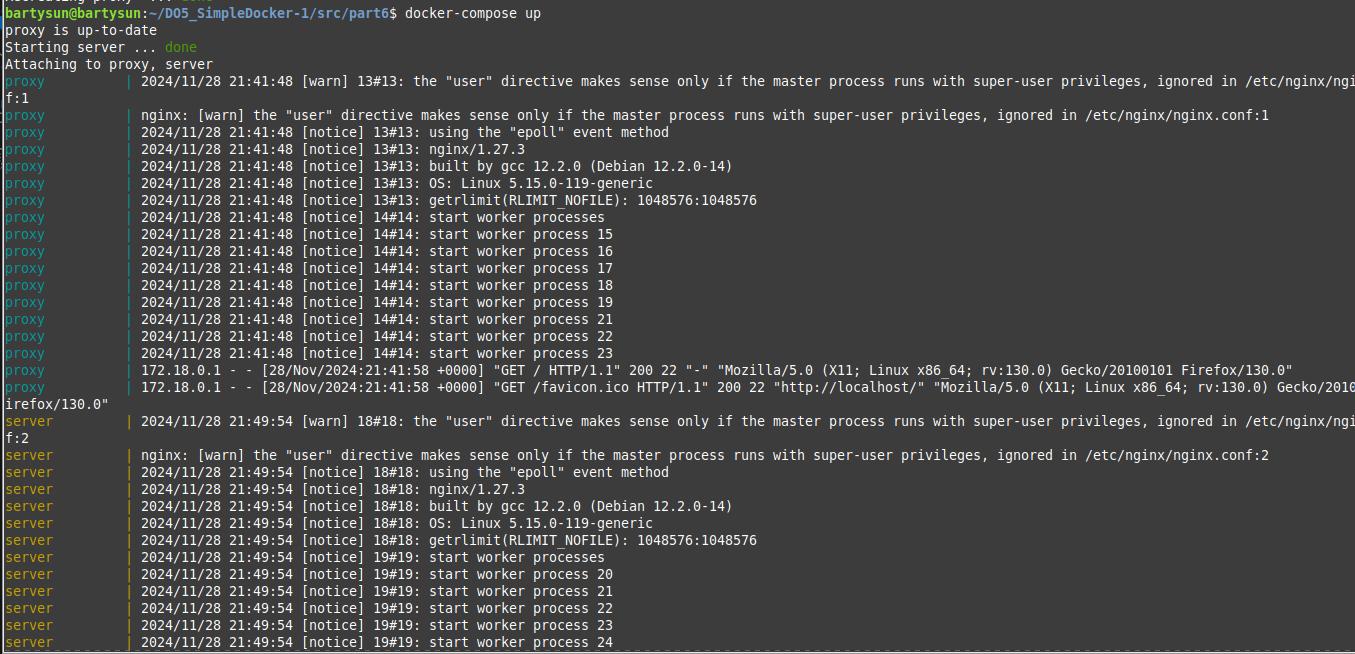 bartysun@bartysun:~/DO5_SimpleDocker-1/src/part6$ docker-compose up
proxy is up-to-date
Starting server ... done
Attaching to proxy, server
proxy | 2024/11/28 21:41:48 [warn] 13#13: the "user" directive makes sense only if the master process runs with super-user privileges, ignored in /etc/nginx/ngi
f:1
proxy | nginx: [warn] the "user" directive makes sense only if the master process runs with super-user privileges, ignored in /etc/nginx/nginx.conf:1
proxy | 2024/11/28 21:41:48 [notice] 13#13: using the "epoll" event method
proxy | 2024/11/28 21:41:48 [notice] 13#13: nginx/1.27.3
proxy | 2024/11/28 21:41:48 [notice] 13#13: built by gcc 12.2.0 (Debian 12.2.0-14)
proxy | 2024/11/28 21:41:48 [notice] 13#13: OS: Linux 5.15.0-119-generic
proxy | 2024/11/28 21:41:48 [notice] 13#13: getrlimit(RLIMIT_NOFILE): 1048576:1048576
proxy | 2024/11/28 21:41:48 [notice] 14#14: start worker processes
proxy | 2024/11/28 21:41:48 [notice] 14#14: start worker process 15
proxy | 2024/11/28 21:41:48 [notice] 14#14: start worker process 16
proxy | 2024/11/28 21:41:48 [notice] 14#14: start worker process 17
proxy | 2024/11/28 21:41:48 [notice] 14#14: start worker process 18
proxy | 2024/11/28 21:41:48 [notice] 14#14: start worker process 19
proxy | 2024/11/28 21:41:48 [notice] 14#14: start worker process 21
proxy | 2024/11/28 21:41:48 [notice] 14#14: start worker process 22
proxy | 2024/11/28 21:41:48 [notice] 14#14: start worker process 23
proxy | 172.18.0.1 - - [28/Nov/2024:21:41:58 +0000] "GET / HTTP/1.1" 200 22 "-" "Mozilla/5.0 (X11; Linux x86_64; rv:130.0) Gecko/20100101 Firefox/130.0"
proxy | 172.18.0.1 - - [28/Nov/2024:21:41:58 +0000] "GET /favicon.ico HTTP/1.1" 200 22 "http://localhost/" "Mozilla/5.0 (X11; Linux x86_64; rv:130.0) Gecko/2010
irefox/130.0"
server | 2024/11/28 21:49:54 [warn] 18#18: the "user" directive makes sense only if the master process runs with super-user privileges, ignored in /etc/nginx/ngi
f:2
server | nginx: [warn] the "user" directive makes sense only if the master process runs with super-user privileges, ignored in /etc/nginx/nginx.conf:2
server | 2024/11/28 21:49:54 [notice] 18#18: using the "epoll" event method
server | 2024/11/28 21:49:54 [notice] 18#18: nginx/1.27.3
server | 2024/11/28 21:49:54 [notice] 18#18: built by gcc 12.2.0 (Debian 12.2.0-14)
server | 2024/11/28 21:49:54 [notice] 18#18: OS: Linux 5.15.0-119-generic
server | 2024/11/28 21:49:54 [notice] 18#18: getrlimit(RLIMIT_NOFILE): 1048576:1048576
server | 2024/11/28 21:49:54 [notice] 19#19: start worker processes
server | 2024/11/28 21:49:54 [notice] 19#19: start worker process 20
server | 2024/11/28 21:49:54 [notice] 19#19: start worker process 21
server | 2024/11/28 21:49:54 [notice] 19#19: start worker process 22
server | 2024/11/28 21:49:54 [notice] 19#19: start worker process 23
server | 2024/11/28 21:49:54 [notice] 19#19: start worker process 24